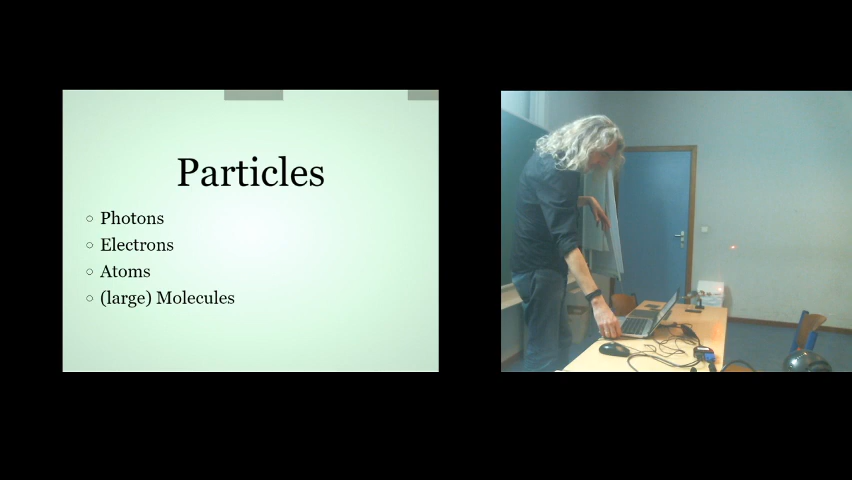 Particles
Photons
Electrons
Atoms
(large) Molecules